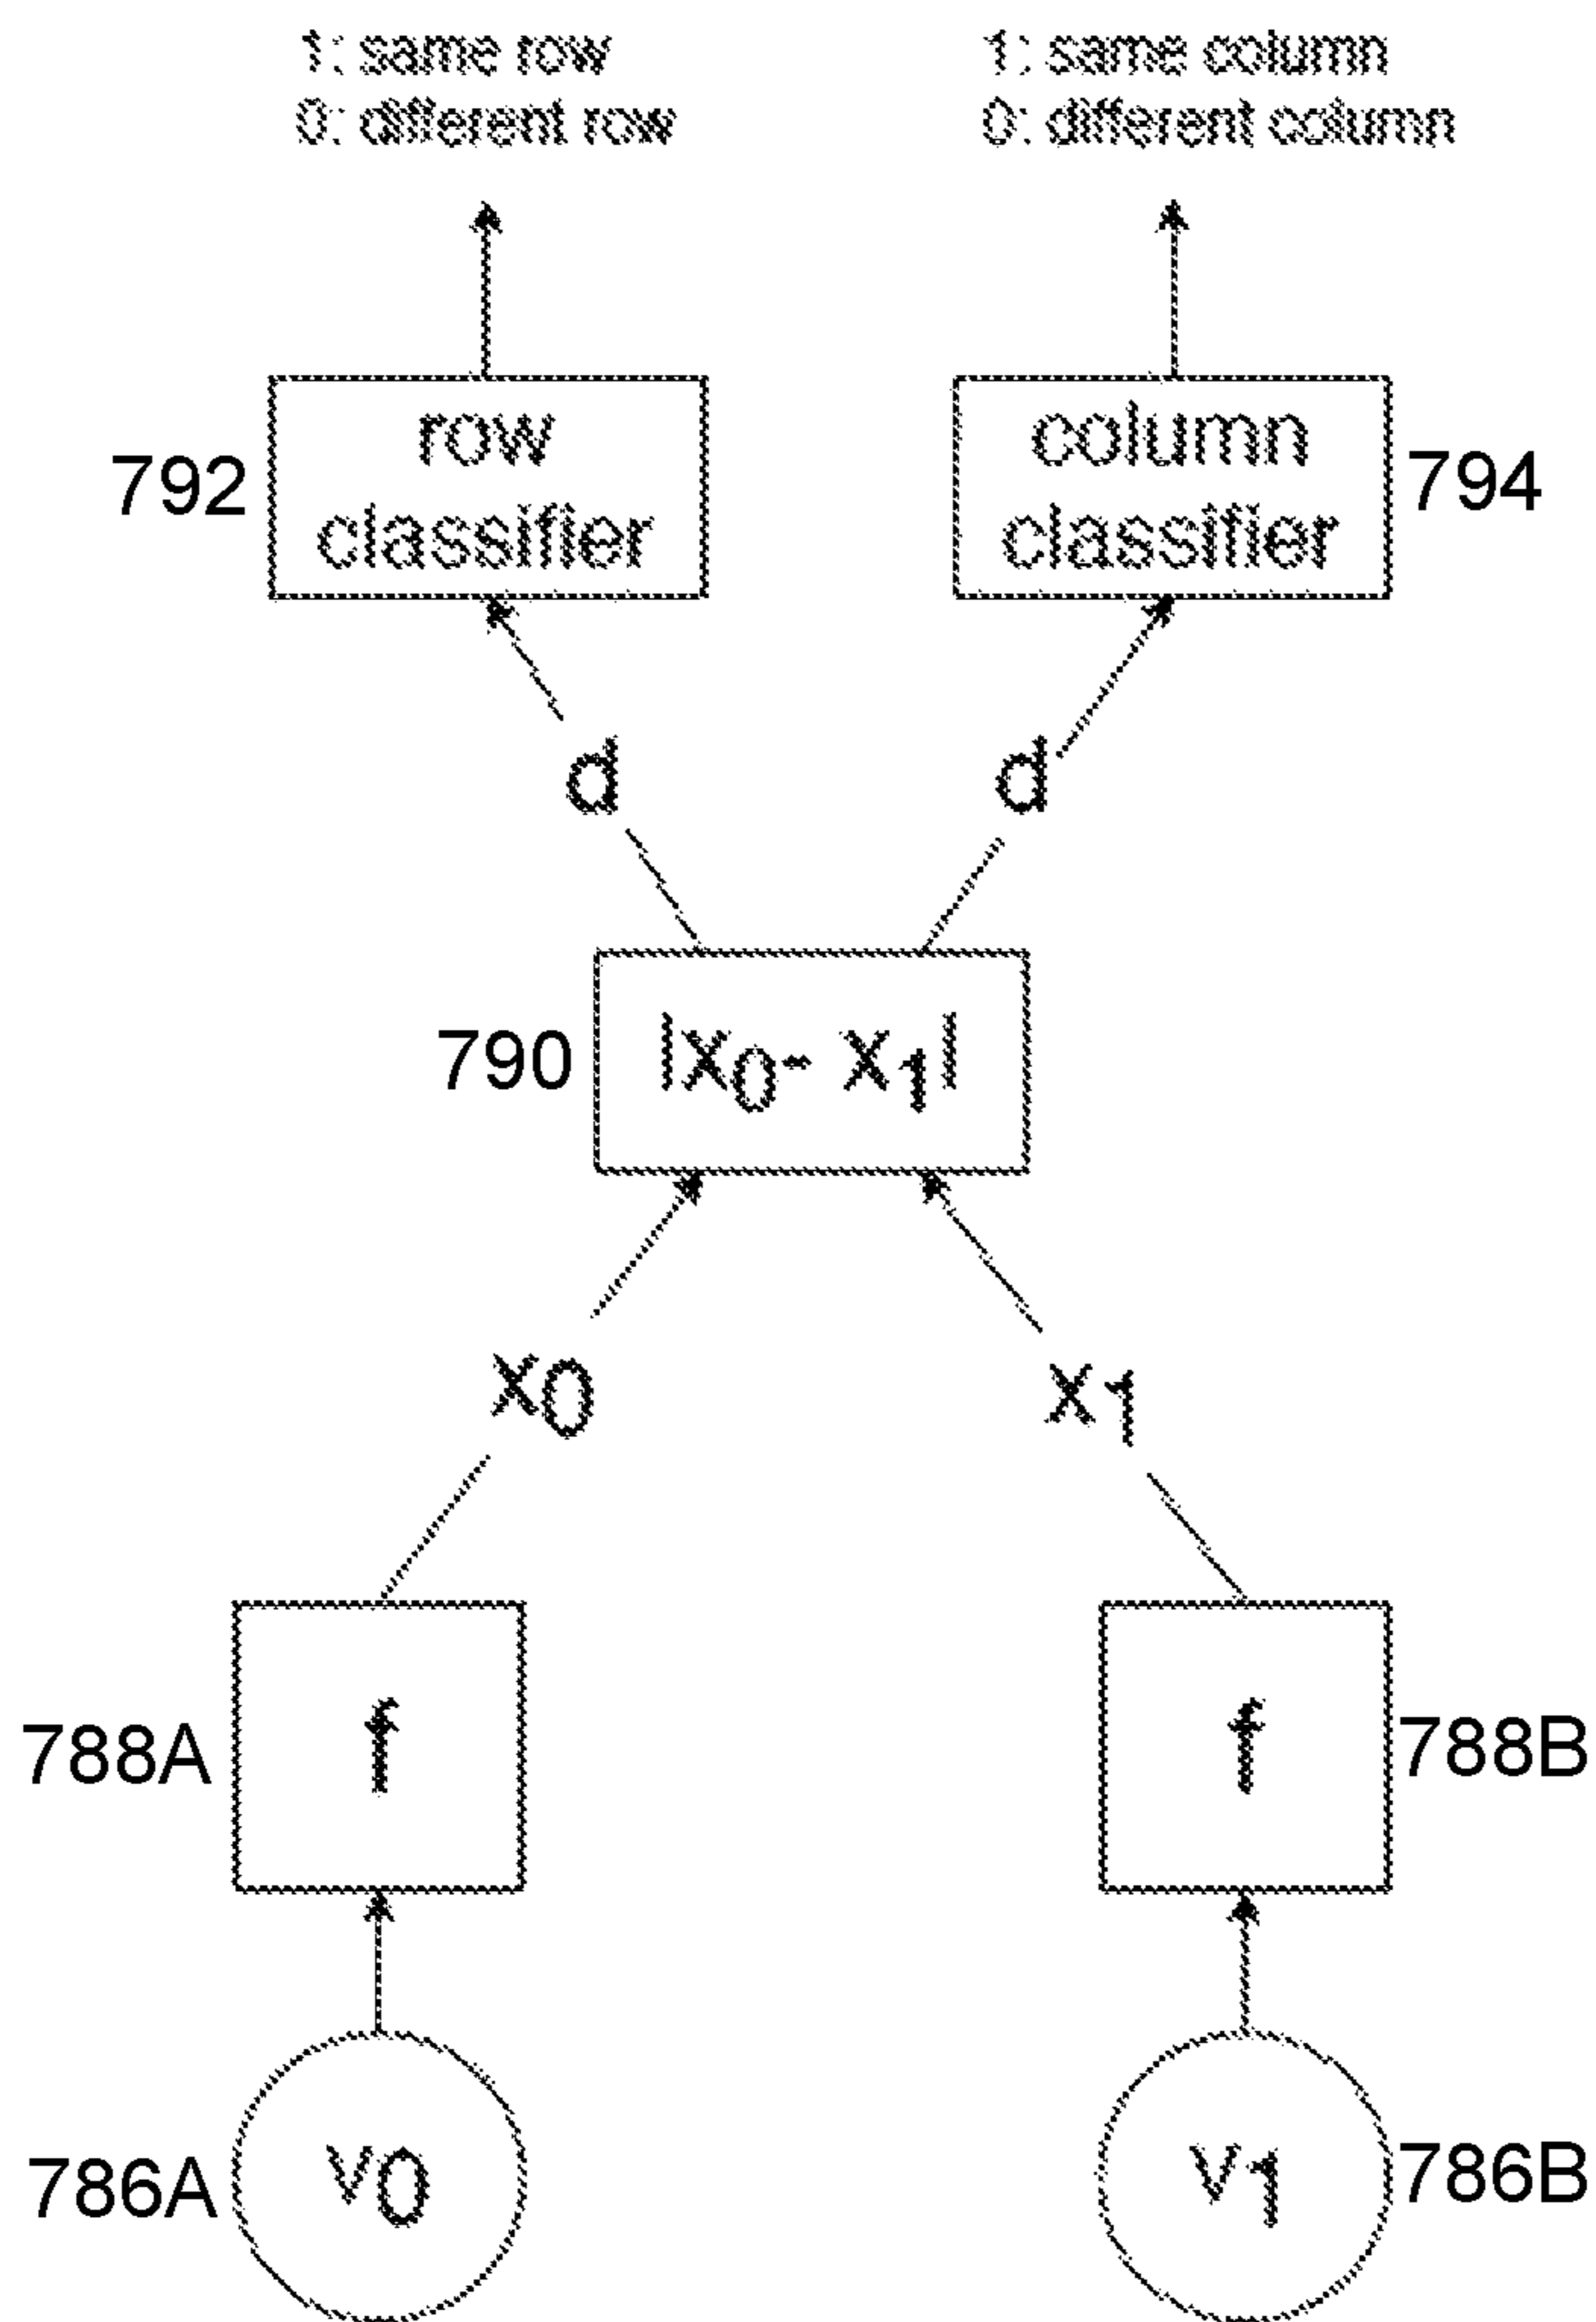 1: same row
0: different row
1: same column
0: different column
792
row
classifier
column
classifier
794
d
d
790
|x0- x1|
x0
x1
788A
f
f
788B
786A
v0
v1
786B